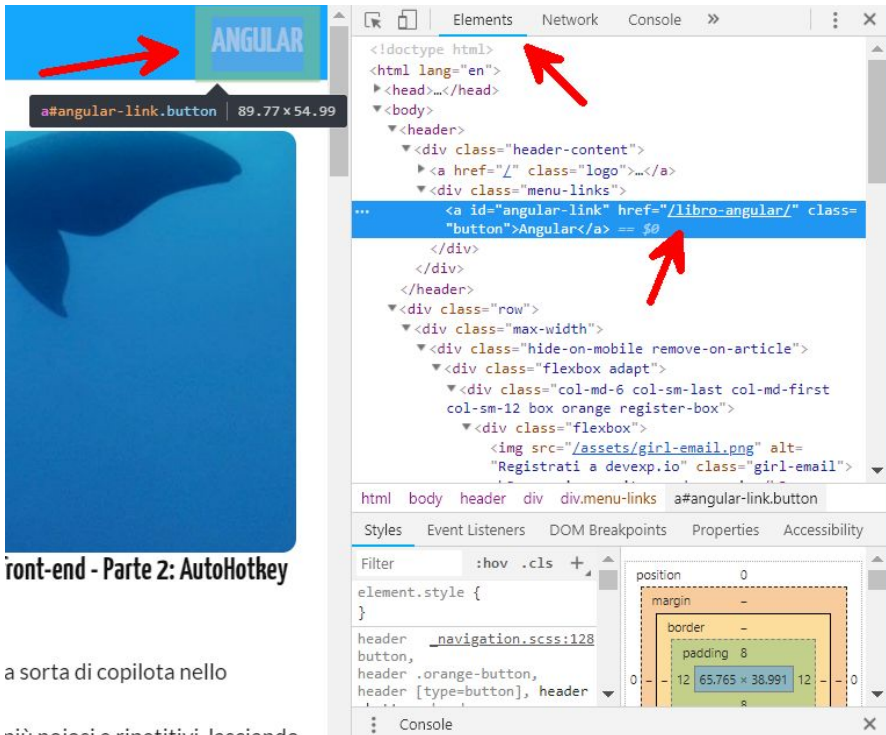 ANGULAR
a#angular-link.button | 89.77 × 54.99
front-end - Parte 2: AutoHotkey
a sorta di copilota nello
più noiosi e ripetitivi, lasciando
Elements Network Console »
<!doctype html>
<html lang="en">
<head>…</head>
<body>
<header>
<div class="header-content">
<a href="/" class="logo">…</a>
<div class="menu-links">
… <a id="angular-link" href="/libro-angular/" class=
"button">Angular</a> == $0
</div>
</div>
</header>
<div class="row">
<div class="max-width">
<div class="hide-on-mobile remove-on-article">
<div class="flexbox adapt">
<div class="col-md-6 col-sm-last col-md-first
col-sm-12 box orange register-box">
<div class="flexbox">
<img src="/assets/girl-email.png" alt=
"Registrati a devexp.io" class="girl-email">
html body header div div.menu-links a#angular-link.button
Styles Event Listeners DOM Breakpoints Properties Accessibility
Filter :hov .cls +
element.style {
}
header _navigation.scss:128
button,
header .orange-button,
header [type=button], header
position 0
margin -
border -
padding 8
0 - - 12 65.765 × 38.991 12 - - 0
8
Console